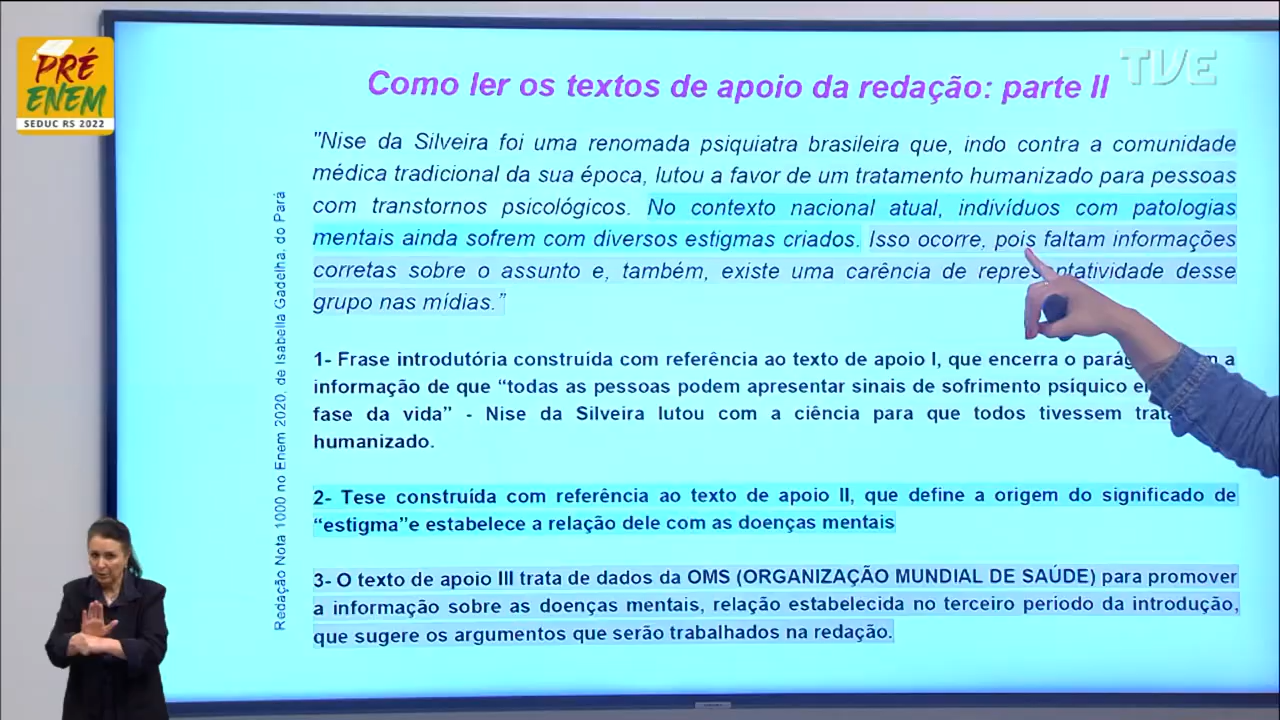 PRÉ
ENEM
SEDUC RS 2022
TVE
Como ler os textos de apoio da redação: parte II
"Nise da Silveira foi uma renomada psiquiatra brasileira que, indo contra a comunidade
médica tradicional da sua época, lutou a favor de um tratamento humanizado para pessoas
com transtornos psicológicos. No contexto nacional atual, indivíduos com patologias
mentais ainda sofrem com diversos estigmas criados. Isso ocorre, pois faltam informações
corretas sobre o assunto e, também, existe uma carência de representatividade desse
grupo nas mídias.”
Redação Nota 1000 no Enem 2020, de Isabella Gadelha, do Pará
1- Frase introdutória construída com referência ao texto de apoio I, que encerra o a
informação de que “todas as pessoas podem apresentar sinais de sofrimento psíquico
fase da vida” - Nise da Silveira lutou com a ciência para que todos tivessem
humanizado.
2- Tese construída com referência ao texto de apoio II, que define a origem do significado de
“estigma”e estabelece a relação dele com as doenças mentais
3- O texto de apoio III trata de dados da OMS (ORGANIZAÇÃO MUNDIAL DE SAÚDE) para promover
a informação sobre as doenças mentais, relação estabelecida no terceiro periodo da introdução,
que sugere os argumentos que serão trabalhados na redação.